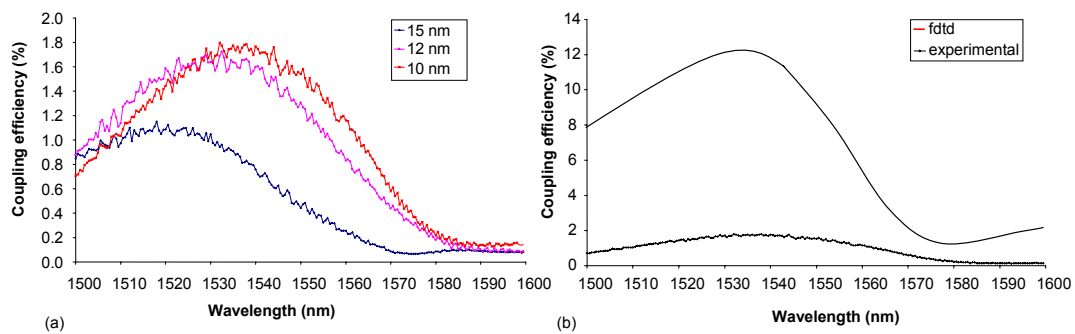 Coupling efficiency (%)
2.0
1.8
1.6
1.4
1.2
1.0
0.8
0.6
0.4
0.2
0.0
15 nm
12 nm
10 nm
1500 1510 1520 1530 1540 1550 1560 1570 1580 1590 1600
Wavelength (nm)
(a)
Coupling efficiency (%)
14
12
10
8
6
4
2
0
fdtd
experimental
1500 1510 1520 1530 1540 1550 1560 1570 1580 1590 1600
Wavelength (nm)
(b)